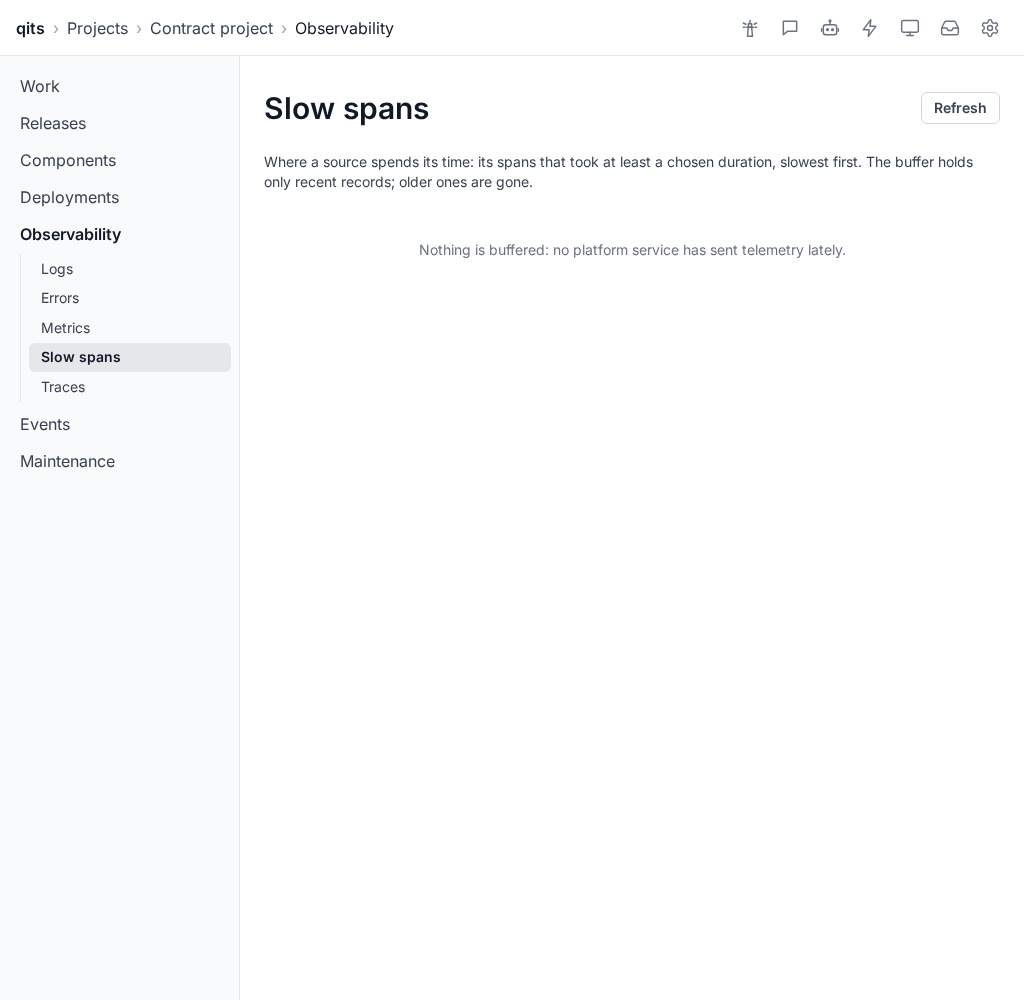 qits › Projects › Contract project › Observability
Work
Releases
Components
Deployments
Observability
Logs
Errors
Metrics
Slow spans
Traces
Events
Maintenance
Slow spans
Refresh
Where a source spends its time: its spans that took at least a chosen duration, slowest first. The buffer holds
only recent records; older ones are gone.
Nothing is buffered: no platform service has sent telemetry lately.